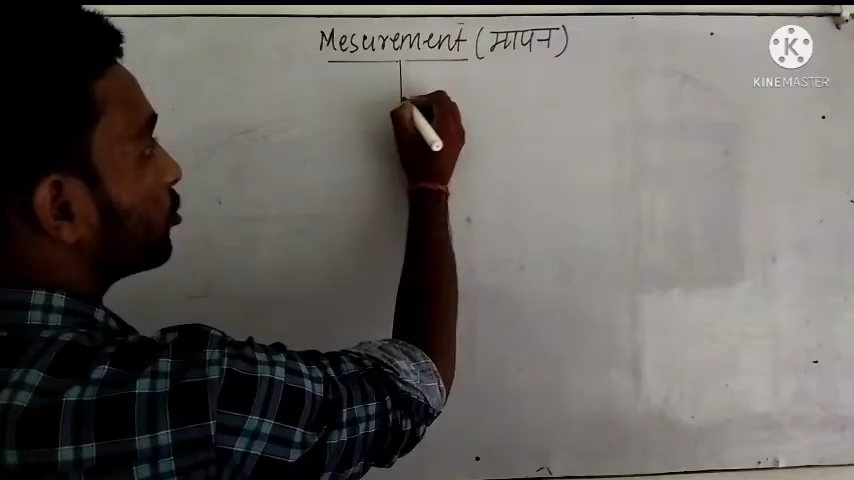 Mesurement (मापन)
K
KINEMASTER